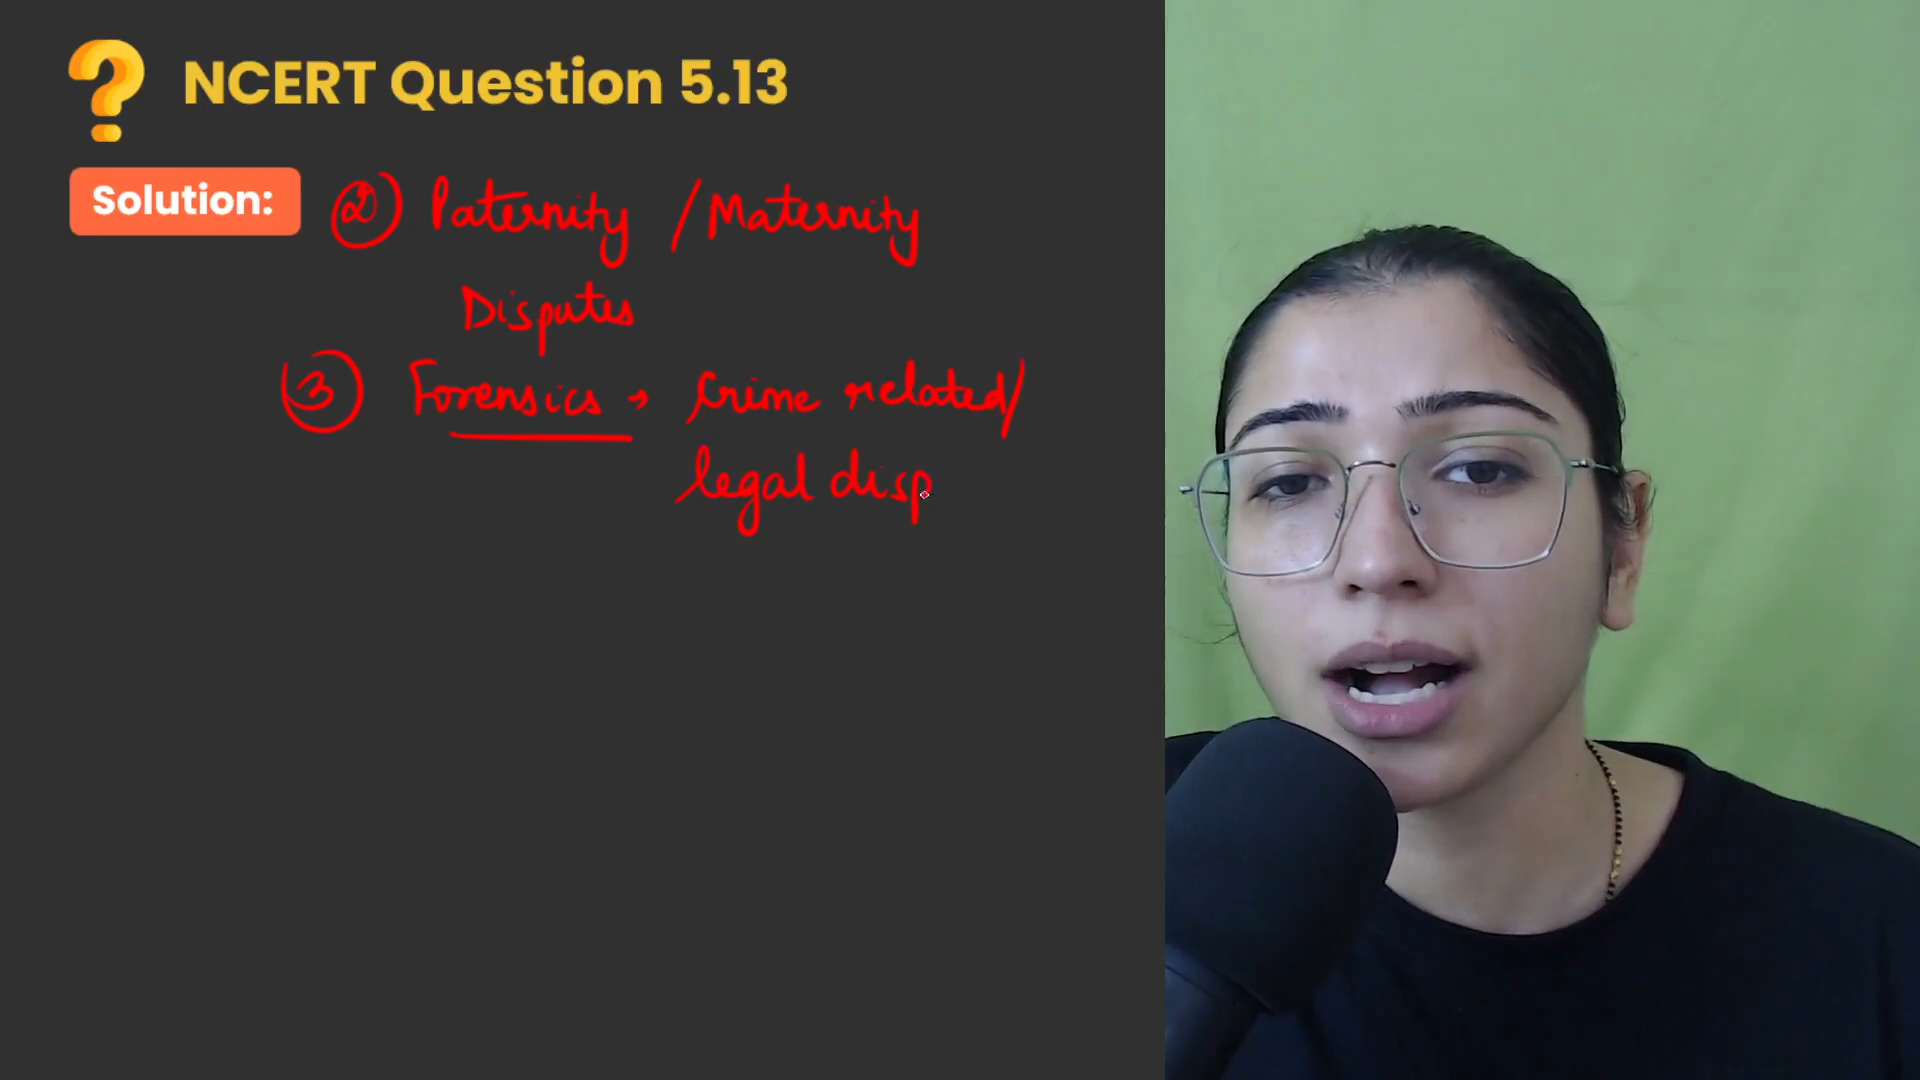 NCERT Question 5.13
Solution: ② Paternity / Maternity
Disputes
③ Forensics → Crime related/
legal disp